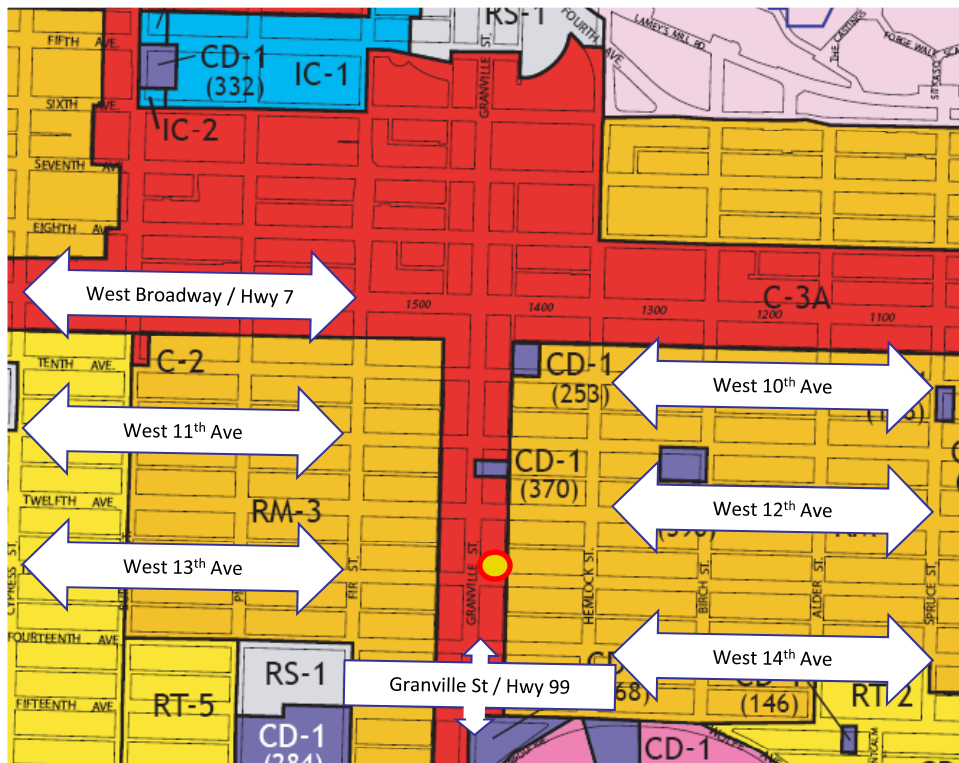 RS-1
FOURTH AVE.
LAMEY'S MILL RD
THE CASTINGS
FORGE WALK
FIFTH AVE.
CD-1
(332)
IC-1
GRANVILLE ST.
SIXTH AVE.
IC-2
SEVENTH AVE
EIGHTH AVE.
West Broadway / Hwy 7
1500
1400
1300
1200
1100
C-3A
TENTH AVE.
C-2
CD-1
(253)
West 10th Ave
West 11th Ave
CD-1
(370)
TWELFTH AVE.
RM-3
West 12th Ave
West 13th Ave
CYPRESS ST.
FIR ST.
GRANVILLE ST.
HEMLOCK ST.
BIRCH ST.
ALDER ST.
SPRUCE ST.
FOURTEENTH AVE
West 14th Ave
RS-1
Granville St / Hwy 99
68)
(146)
RT-2
FIFTEENTH AVE.
RT-5
CD-1
(284)
CD-1
WOLFE AVE.